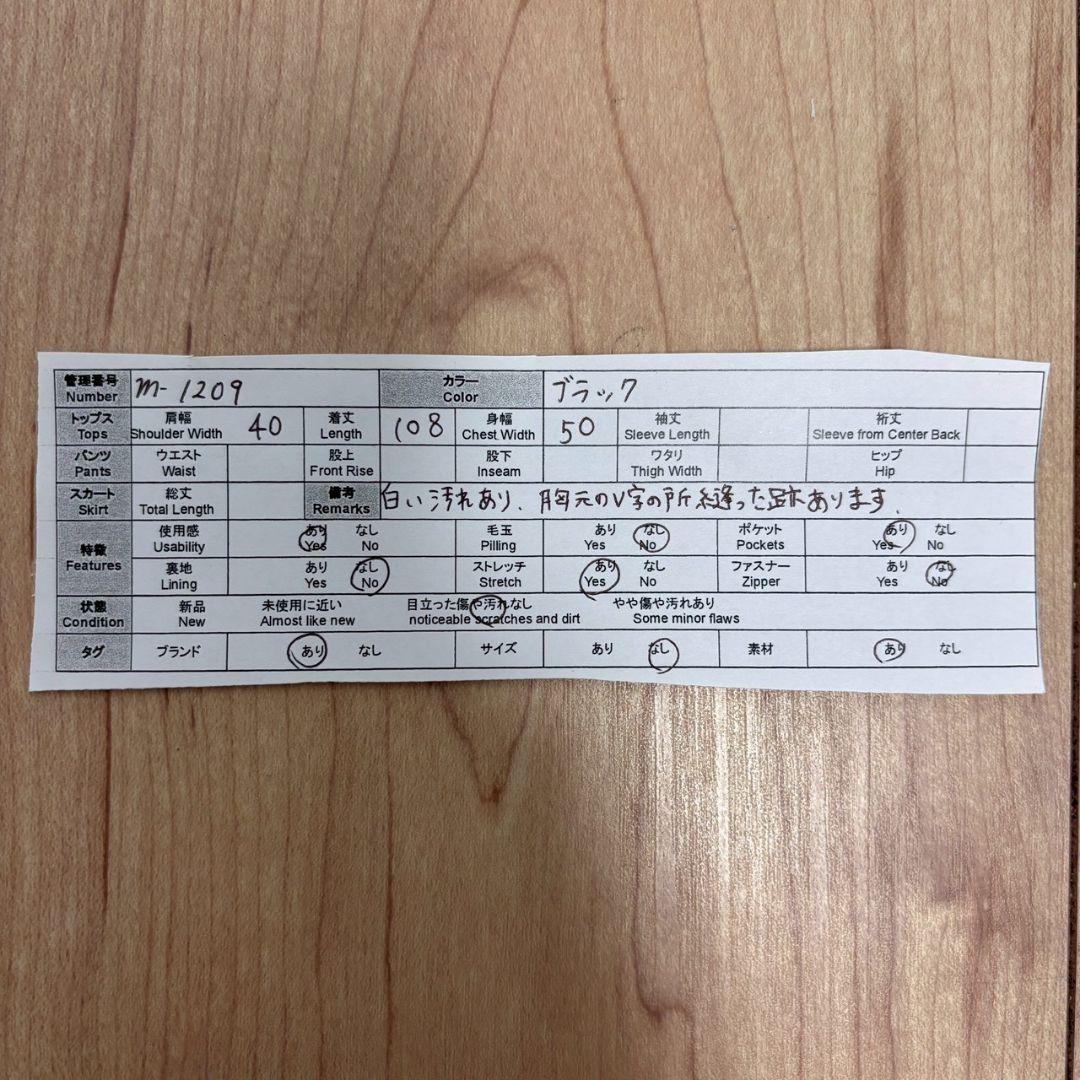 管理番号 Number m-1209 カラー Color ブラック
トップス Tops 肩幅 Shoulder Width 40 着丈 Length 108 身幅 Chest Width 50 袖丈 Sleeve Length 裄丈 Sleeve from Center Back
パンツ Pants ウエスト Waist 股上 Front Rise 股下 Inseam ワタリ Thigh Width ヒップ Hip
スカート Skirt 総丈 Total Length 備考 Remarks 白い汚れあり、胸元のV字の所縫った跡あります。
特徴 Features 使用感 Usability あり Yes なし No 毛玉 Pilling あり Yes なし No ポケット Pockets あり Yes なし No
裏地 Lining あり Yes なし No ストレッチ Stretch あり Yes なし No ファスナー Zipper あり Yes なし No
状態 Condition 新品 New 未使用に近い Almost like new 目立った傷や汚れなし noticeable scratches and dirt やや傷や汚れあり Some minor flaws
タグ ブランド あり なし サイズ あり なし 素材 あり なし